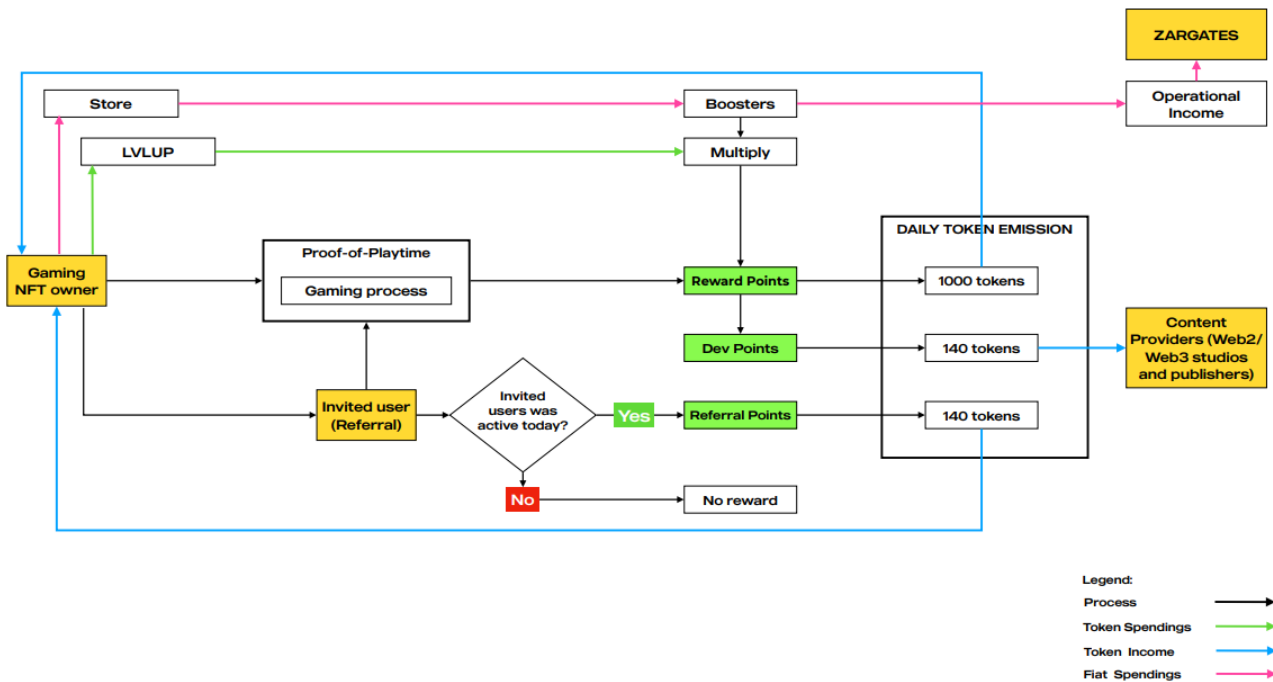 ZARGATES
Store
Boosters
Operational
Income
LVLUP
Multiply
DAILY TOKEN EMISSION
Proof-of-Playtime
Gaming
NFT owner
Gaming process
Reward Points
1000 tokens
Content
Providers (Web2/
Web3 studios
and publishers)
Dev Points
140 tokens
Invited user
(Referral)
Invited
users was
active today?
Yes
Referral Points
140 tokens
No
No reward
Legend:
Process
Token Spendings
Token Income
Fiat Spendings